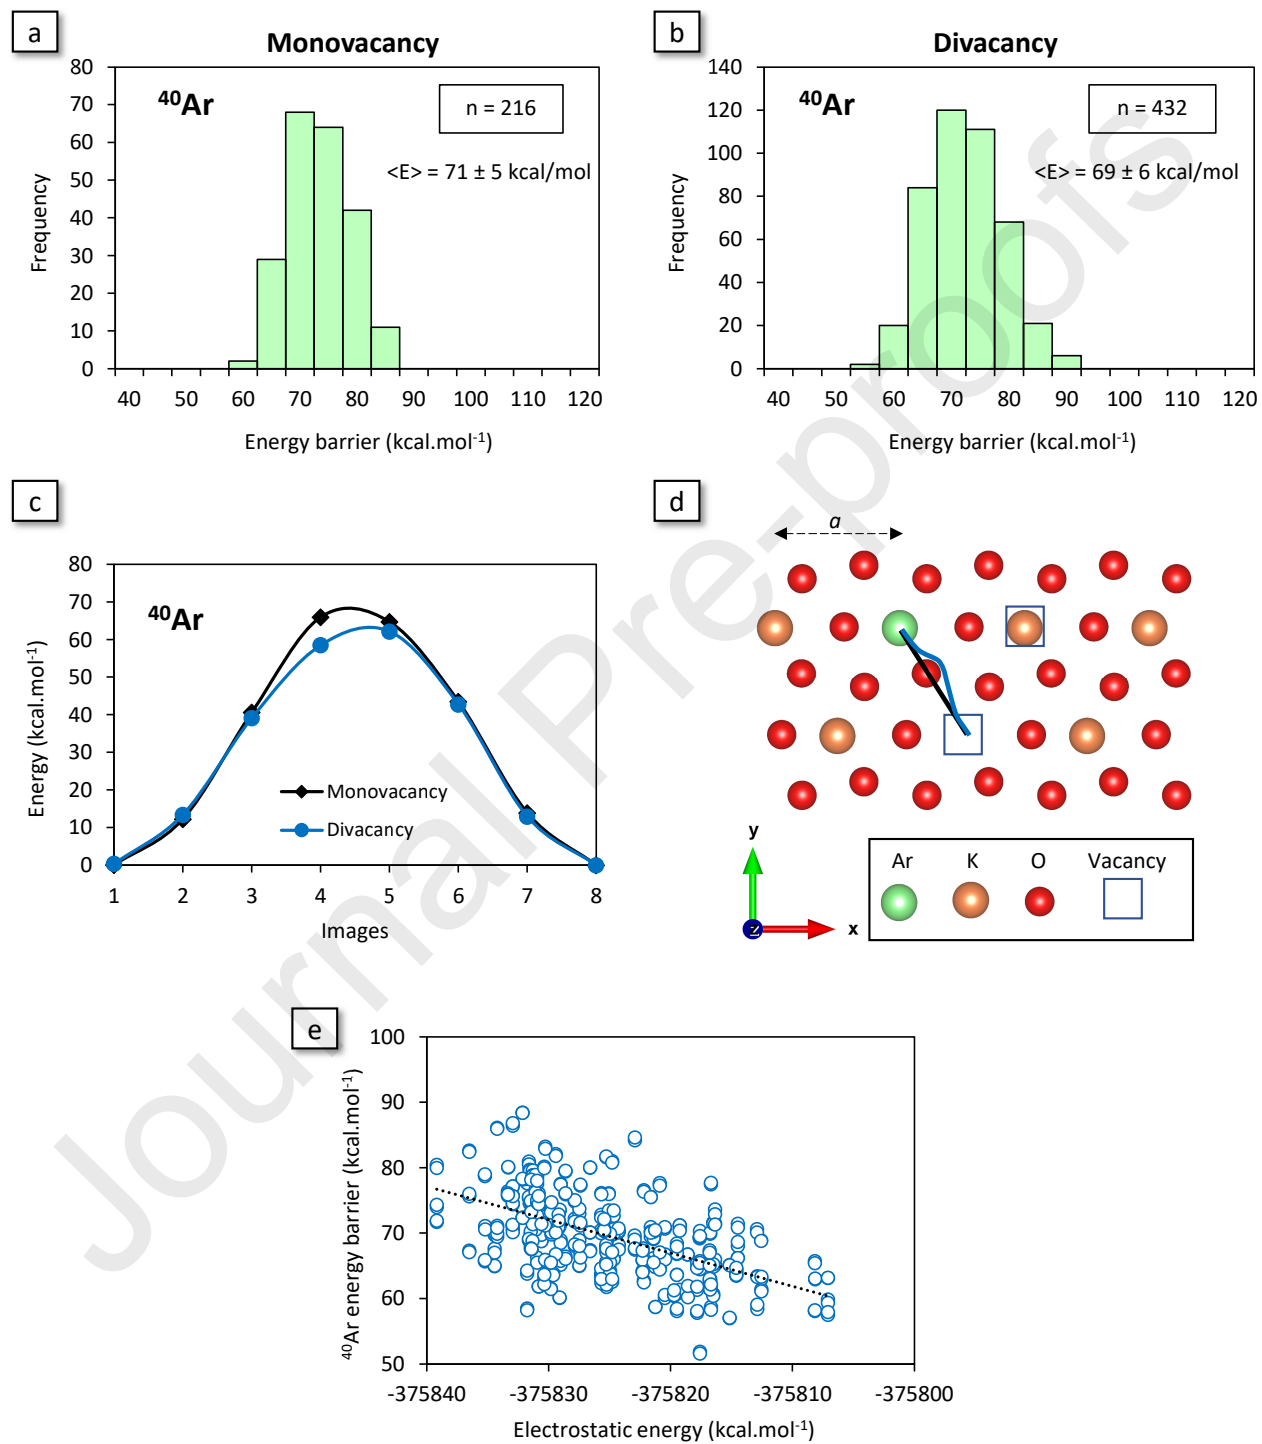 a
Monovacancy
80
70
60
50
40
30
20
10
0
Frequency
⁴⁰Ar
n = 216
<E> = 71 ± 5 kcal/mol
40 50 60 70 80 90 100 110 120
Energy barrier (kcal.mol⁻¹)
b
Divacancy
140
120
100
80
60
40
20
0
Frequency
⁴⁰Ar
n = 432
<E> = 69 ± 6 kcal/mol
40 50 60 70 80 90 100 110 120
Energy barrier (kcal.mol⁻¹)
c
80
70
60
50
40
30
20
10
0
Energy (kcal.mol⁻¹)
⁴⁰Ar
Monovacancy
Divacancy
1 2 3 4 5 6 7 8
Images
d
a
y
z
x
Ar K O Vacancy
e
100
90
80
70
60
50
⁴⁰Ar energy barrier (kcal.mol⁻¹)
-375840 -375830 -375820 -375810 -375800
Electrostatic energy (kcal.mol⁻¹)
Journal Pre-proofs